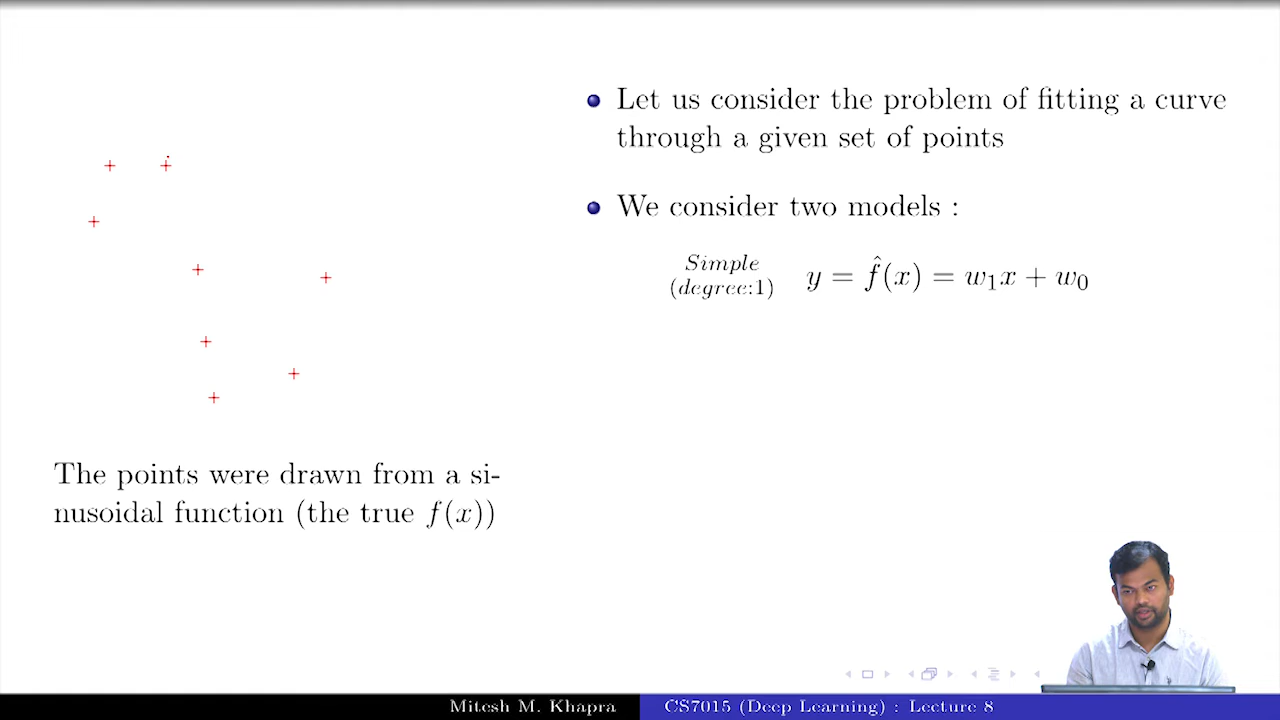 Let us consider the problem of fitting a curve
through a given set of points
We consider two models :
Simple
(degree:1) y = f̂(x) = w₁x + w₀
The points were drawn from a si-
nusoidal function (the true f(x))
Mitesh M. Khapra CS7015 (Deep Learning) : Lecture 8